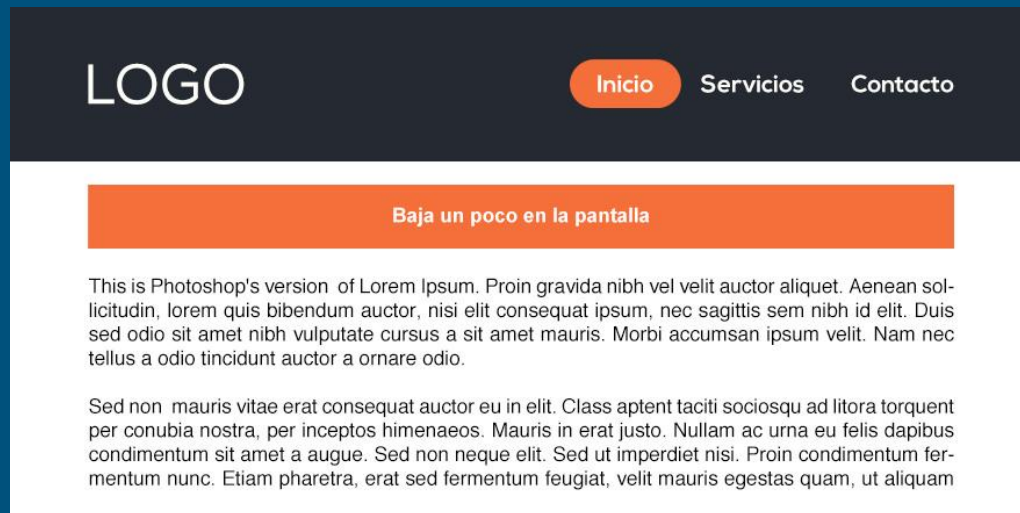 LOGO
Inicio Servicios Contacto
Baja un poco en la pantalla
This is Photoshop's version of Lorem Ipsum. Proin gravida nibh vel velit auctor aliquet. Aenean sol-
licitudin, lorem quis bibendum auctor, nisi elit consequat ipsum, nec sagittis sem nibh id elit. Duis
sed odio sit amet nibh vulputate cursus a sit amet mauris. Morbi accumsan ipsum velit. Nam nec
tellus a odio tincidunt auctor a ornare odio.
Sed non mauris vitae erat consequat auctor eu in elit. Class aptent taciti sociosqu ad litora torquent
per conubia nostra, per inceptos himenaeos. Mauris in erat justo. Nullam ac urna eu felis dapibus
condimentum sit amet a augue. Sed non neque elit. Sed ut imperdiet nisi. Proin condimentum fer-
mentum nunc. Etiam pharetra, erat sed fermentum feugiat, velit mauris egestas quam, ut aliquam